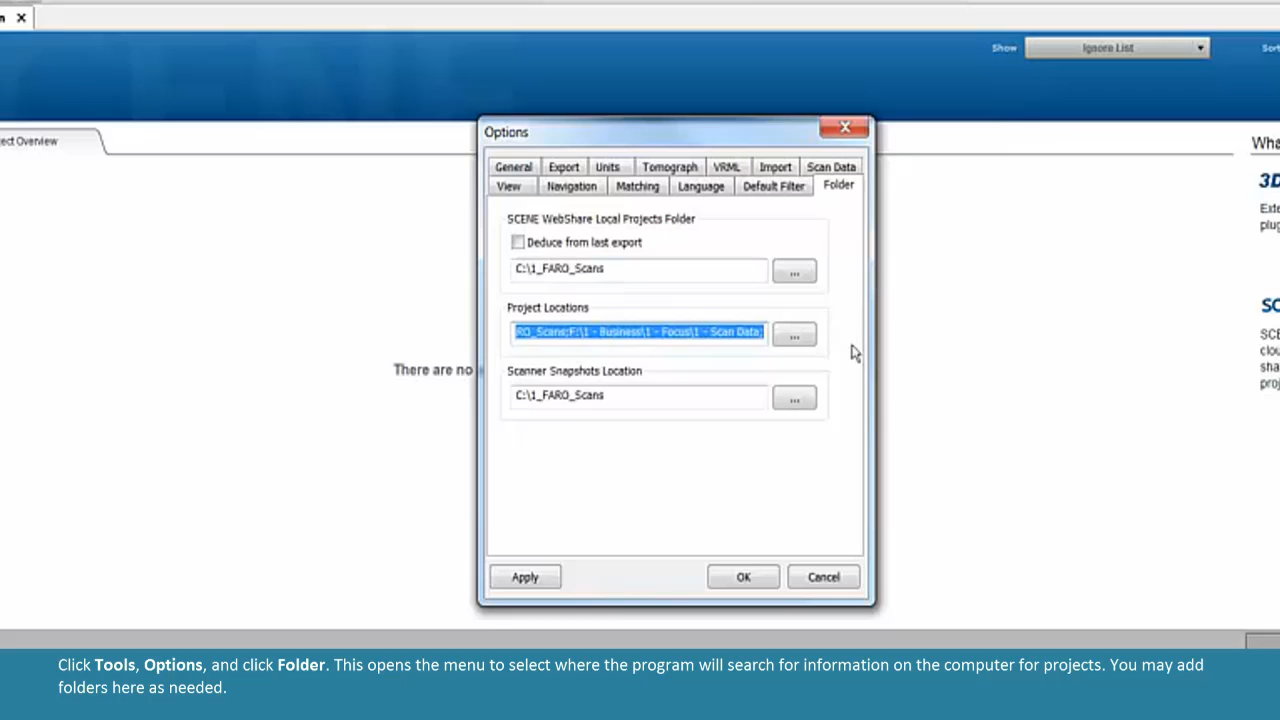 n X
Show Ignore List Sort
ect Overview
Options
General Export Units Tomograph VRML Import Scan Data
View Navigation Matching Language Default Filter Folder
SCENE WebShare Local Projects Folder
Deduce from last export
C:\1_FARO_Scans ...
Project Locations
RO_Scans;F:\1 - Business\1 - Focus\1 - Scan Data; ...
Scanner Snapshots Location
C:\1_FARO_Scans ...
Apply OK Cancel
There are no
Wha
3D
Exte
plug
SC
SCE
clou
sha
proj
Click Tools, Options, and click Folder. This opens the menu to select where the program will search for information on the computer for projects. You may add
folders here as needed.